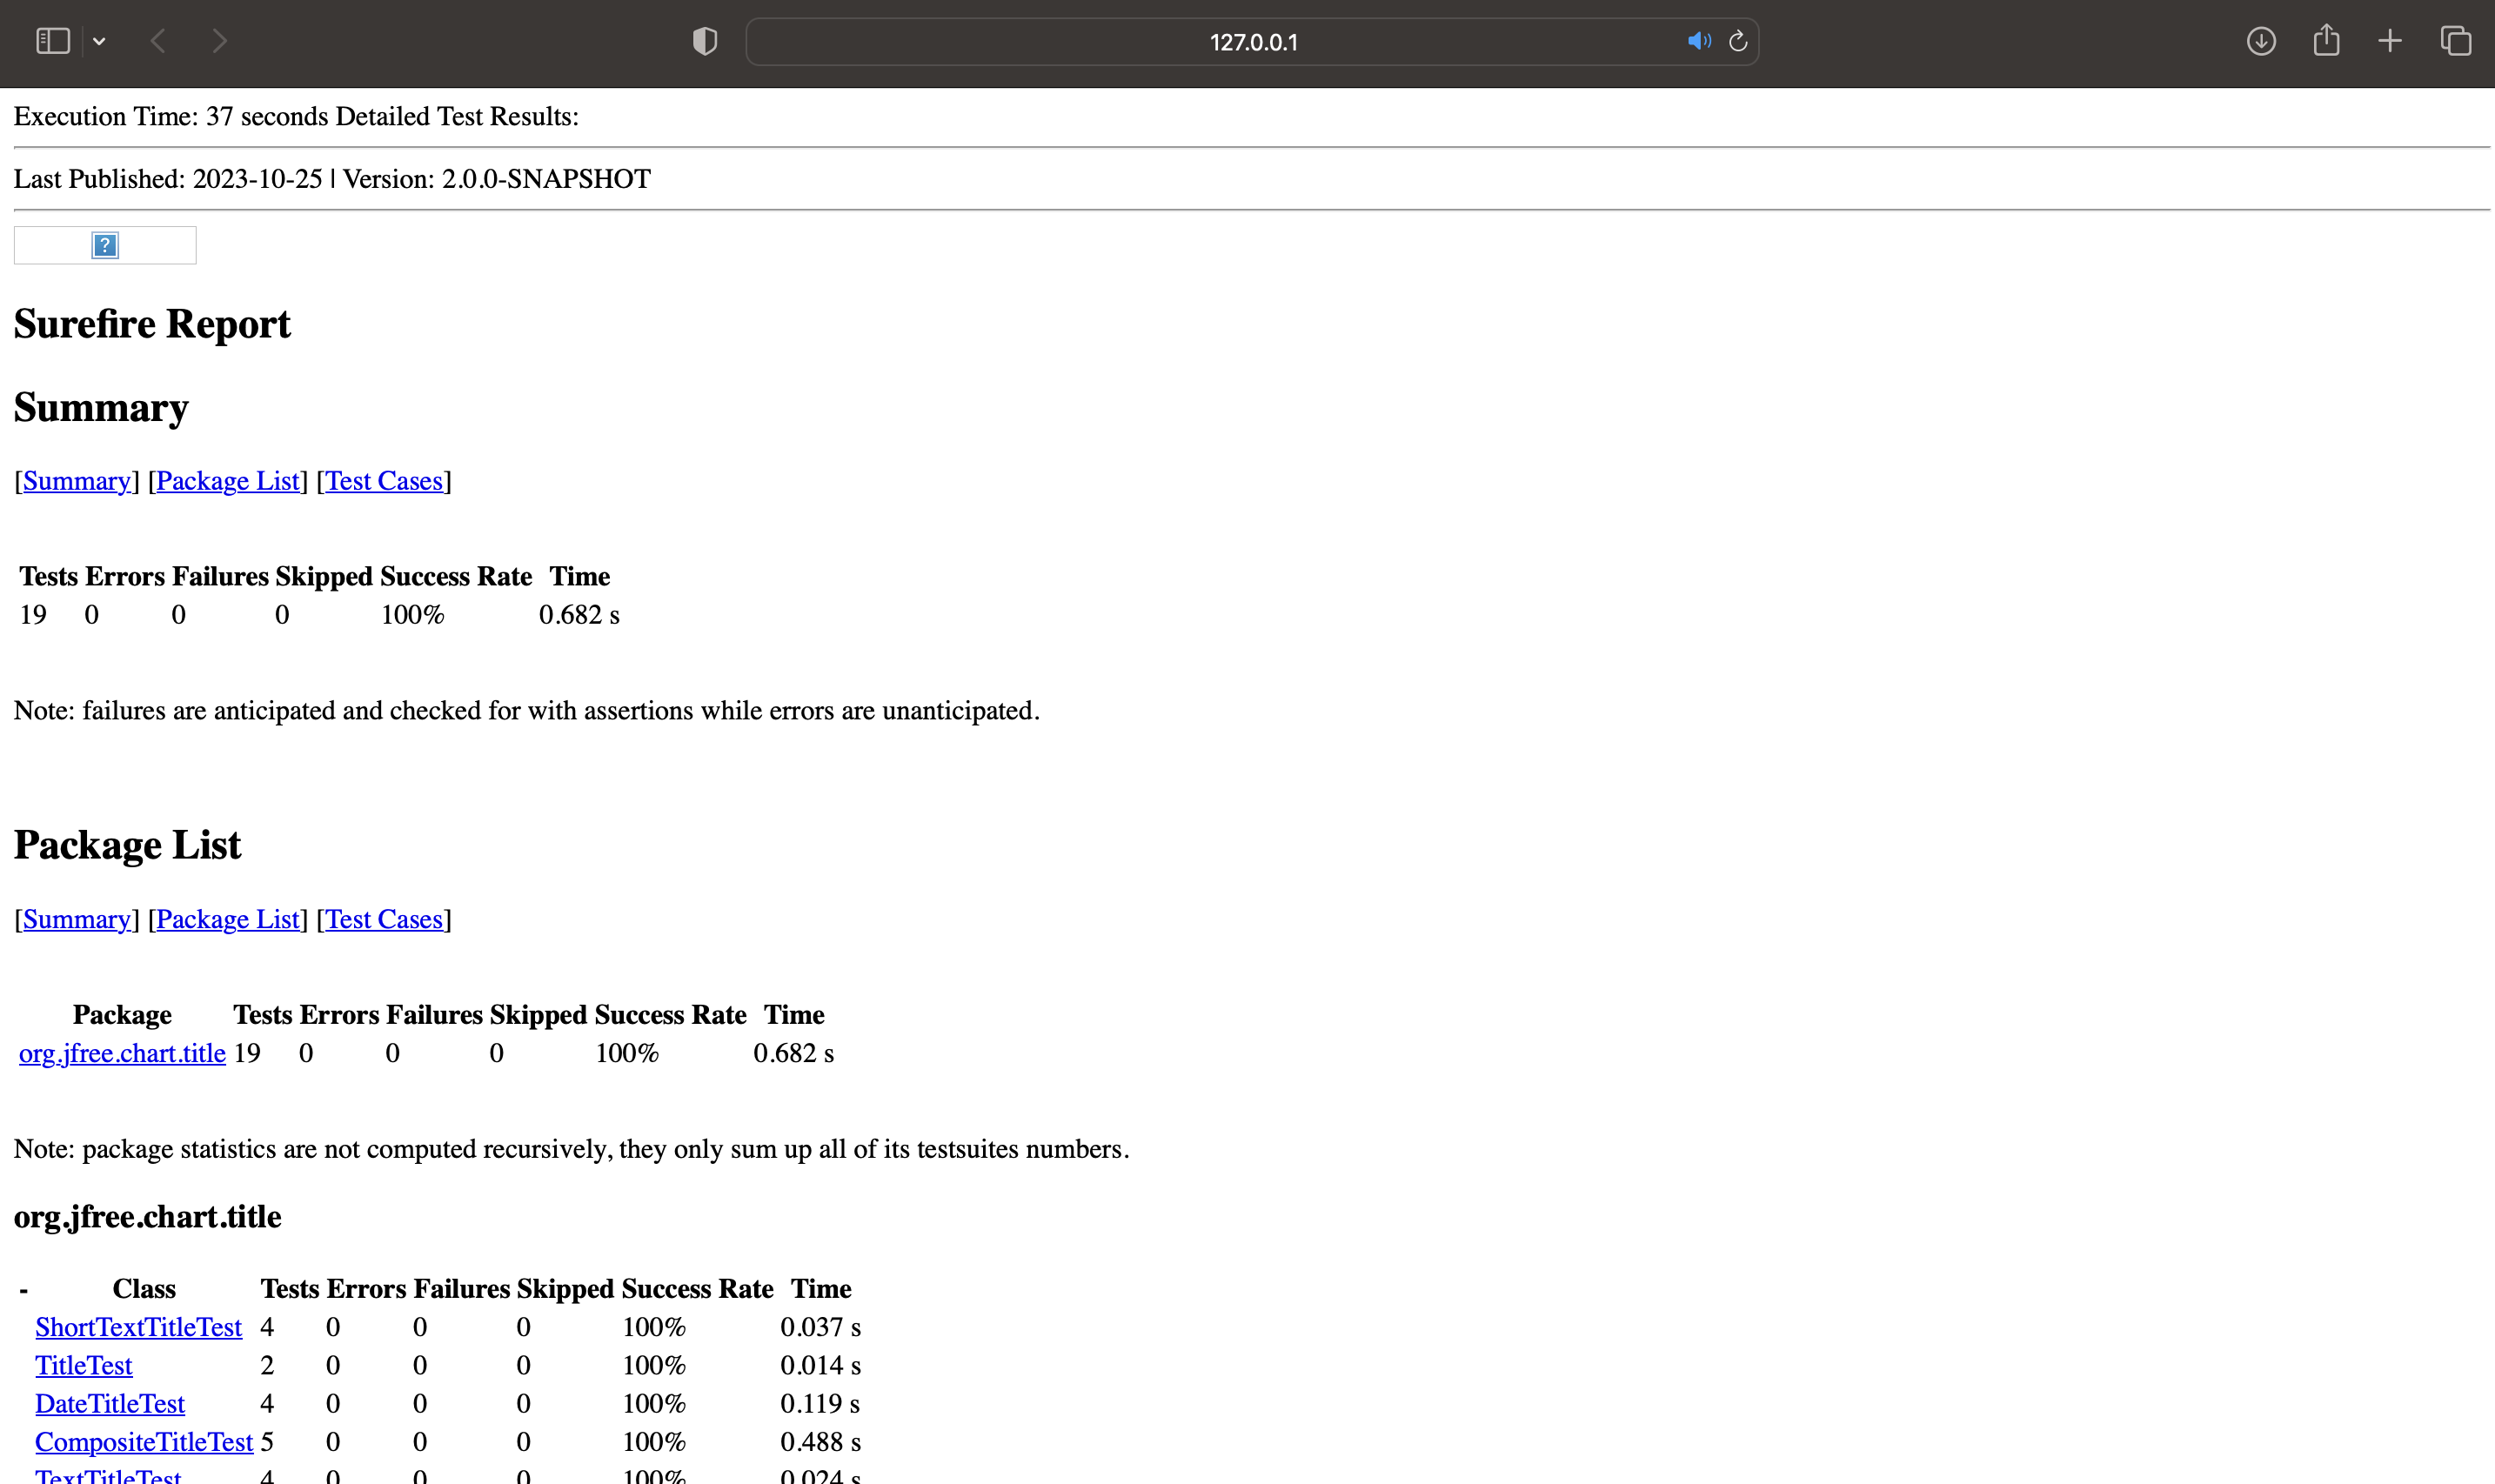 127.0.0.1
Execution Time: 37 seconds Detailed Test Results:
Last Published: 2023-10-25 | Version: 2.0.0-SNAPSHOT
?
Surefire Report
Summary
[Summary] [Package List] [Test Cases]
Tests Errors Failures Skipped Success Rate Time
19 0 0 0 100% 0.682 s
Note: failures are anticipated and checked for with assertions while errors are unanticipated.
Package List
[Summary] [Package List] [Test Cases]
Package Tests Errors Failures Skipped Success Rate Time
org.jfree.chart.title 19 0 0 0 100% 0.682 s
Note: package statistics are not computed recursively, they only sum up all of its testsuites numbers.
org.jfree.chart.title
- Class Tests Errors Failures Skipped Success Rate Time
ShortTextTitleTest 4 0 0 0 100% 0.037 s
TitleTest 2 0 0 0 100% 0.014 s
DateTitleTest 4 0 0 0 100% 0.119 s
CompositeTitleTest 5 0 0 0 100% 0.488 s
TextTitleTest 4 0 0 0 100% 0.024 s